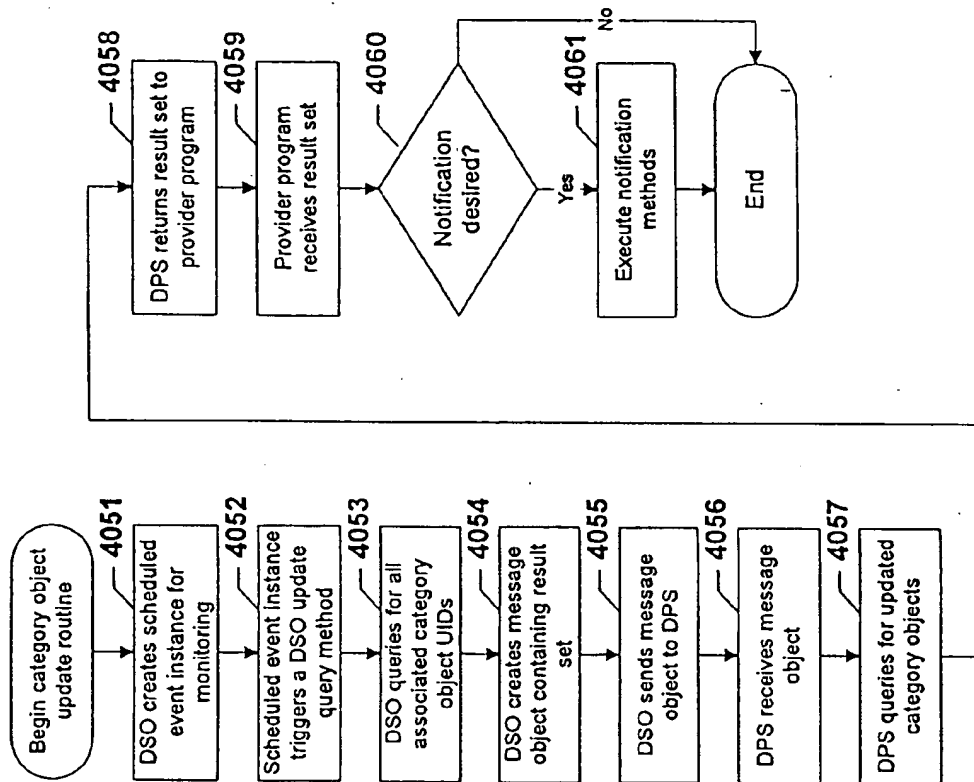 Begin category object
update routine
4051
DSO creates scheduled
event instance for
monitoring
4052
Scheduled event instance
triggers a DSO update
query method
4053
DSO queries for all
associated category
object UIDs
4054
DSO creates message
object containing result
set
4055
DSO sends message
object to DPS
4056
DPS receives message
object
4057
DPS queries for updated
category objects
4058
DPS returns result set to
provider program
4059
Provider program
receives result set
4060
Notification
desired?
No
Yes
4061
Execute notification
methods
End